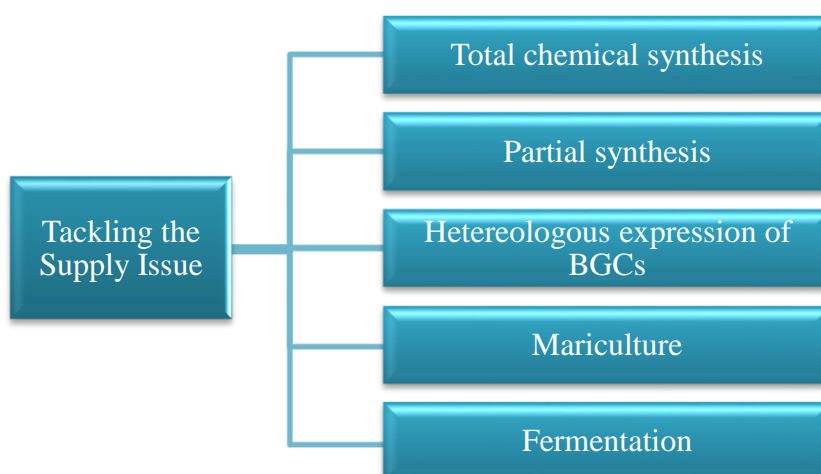 Tackling the
Supply Issue
Total chemical synthesis
Partial synthesis
Hetereologous expression of
BGCs
Mariculture
Fermentation